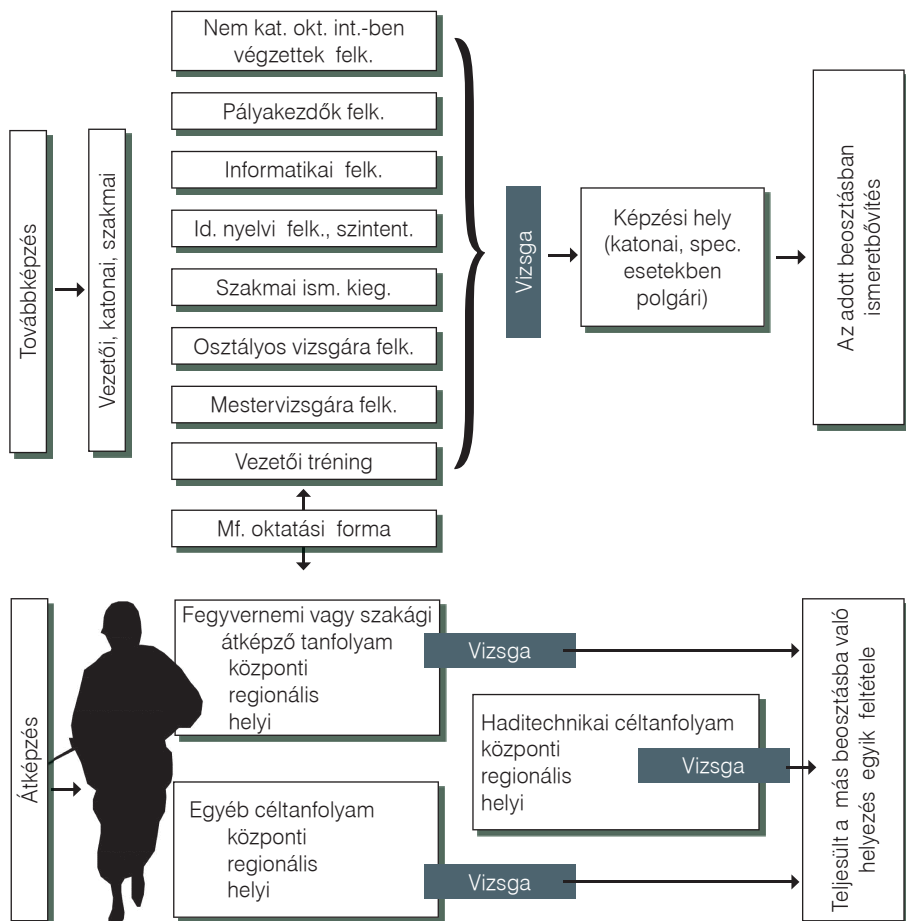 Továbbképzés
Vezetői, katonai, szakmai
Nem kat. okt. int.-ben
végzettek felk.
Pályakezdők felk.
Informatikai felk.
Id. nyelvi felk., szintent.
Szakmai ism. kieg.
Osztályos vizsgára felk.
Mestervizsgára felk.
Vezetői tréning
Vizsga
Képzési hely
(katonai, spec.
esetekben
polgári)
Az adott beosztásban
ismeretbővítés
Mf. oktatási forma
Átképzés
Fegyvernemi vagy szakági
átképző tanfolyam
központi
regionális
helyi
Vizsga
Haditechnikai céltanfolyam
központi
regionális
helyi
Vizsga
Egyéb céltanfolyam
központi
regionális
helyi
Vizsga
Teljesült a más beosztásba való
helyezés egyik feltétele